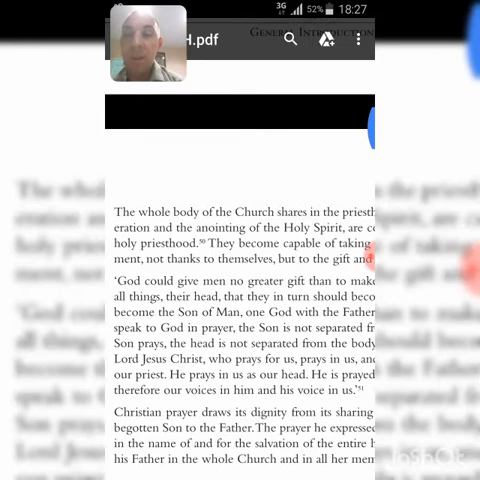 3G 52% 18:27
H.pdf
GENERAL INTRODUCTION
The whole body of the Church shares in the priesth
eration and the anointing of the Holy Spirit, are co
holy priesthood.⁵⁰ They become capable of taking
ment, not thanks to themselves, but to the gift and
‘God could give men no greater gift than to make
all things, their head, that they in turn should beco
become the Son of Man, one God with the Father
speak to God in prayer, the Son is not separated fr
Son prays, the head is not separated from the body
Lord Jesus Christ, who prays for us, prays in us, an
our priest. He prays in us as our head. He is prayed
therefore our voices in him and his voice in us.’⁵¹
Christian prayer draws its dignity from its sharing
begotten Son to the Father. The prayer he expressed
in the name of and for the salvation of the entire h
his Father in the whole Church and in all her mem